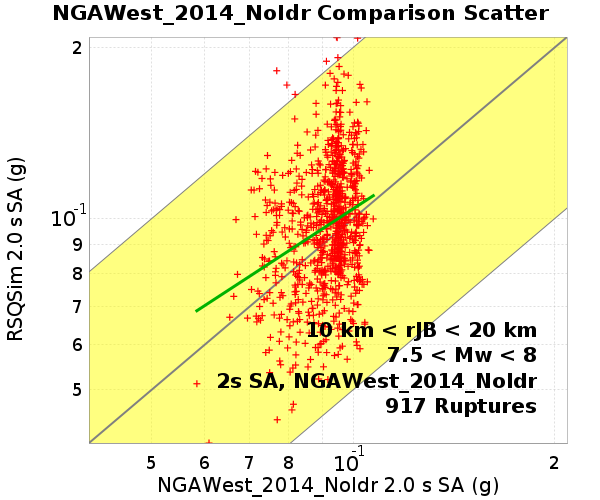 NGAWest_2014_NoIdr Comparison Scatter
RSQSim 2.0 s SA (g)
2
10-1
9
8
7
6
5
10 km < rJB < 20 km
7.5 < Mw < 8
2s SA, NGAWest_2014_NoIdr
917 Ruptures
5 6 7 8 10-1 2
NGAWest_2014_NoIdr 2.0 s SA (g)